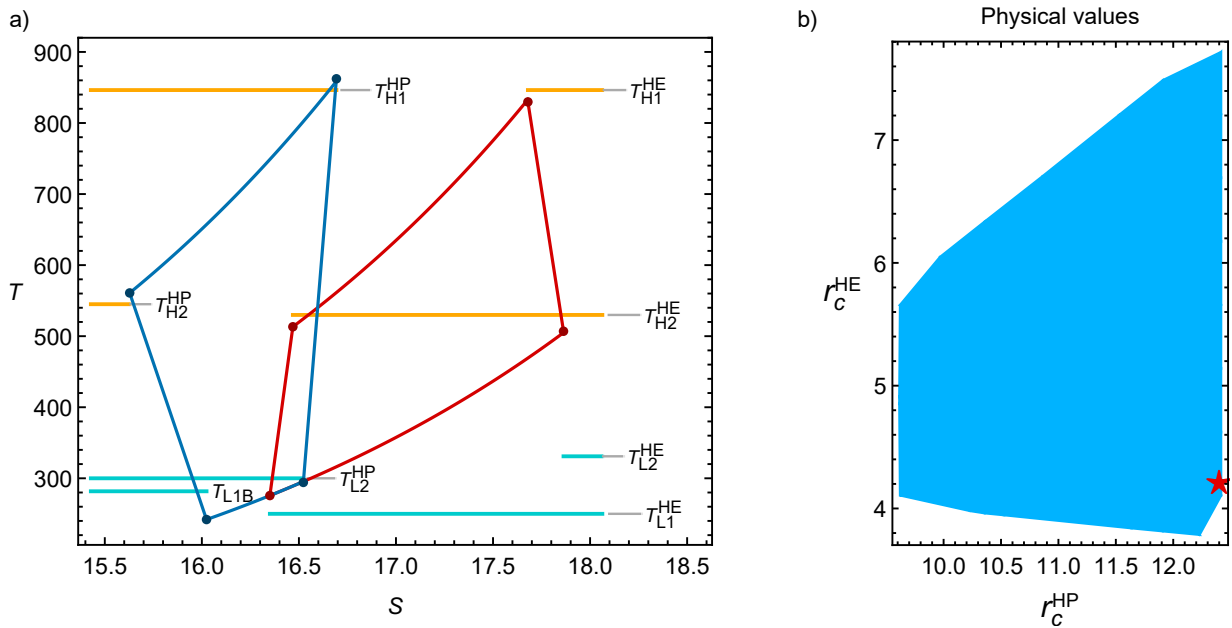 a)
900
800
700
600
500
400
300
T
15.5 16.0 16.5 17.0 17.5 18.0 18.5
S
T_H1^HP
T_H1^HE
T_H2^HP
T_H2^HE
T_L2^HE
T_L2^HP
T_L1B
T_L1^HE
b)
Physical values
7
6
5
4
r_c^HE
10.0 10.5 11.0 11.5 12.0
r_c^HP